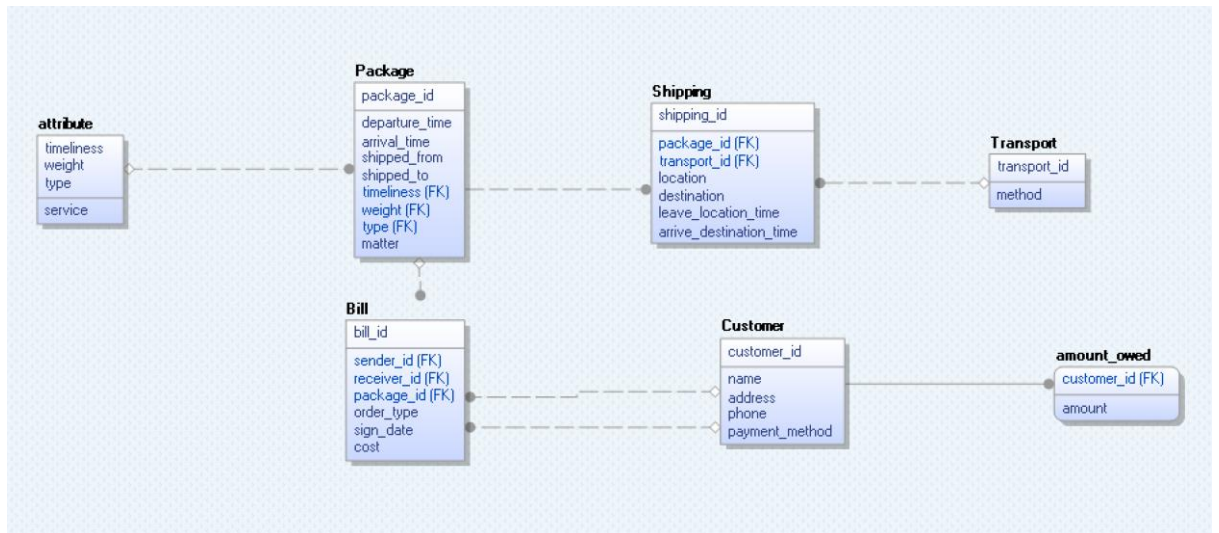 attribute
timeliness
weight
type
service
Package
package_id
departure_time
arrival_time
shipped_from
shipped_to
timeliness (FK)
weight (FK)
type (FK)
matter
Shipping
shipping_id
package_id (FK)
transport_id (FK)
location
destination
leave_location_time
arrive_destination_time
Transport
transport_id
method
Bill
bill_id
sender_id (FK)
receiver_id (FK)
package_id (FK)
order_type
sign_date
cost
Customer
customer_id
name
address
phone
payment_method
amount_owed
customer_id (FK)
amount